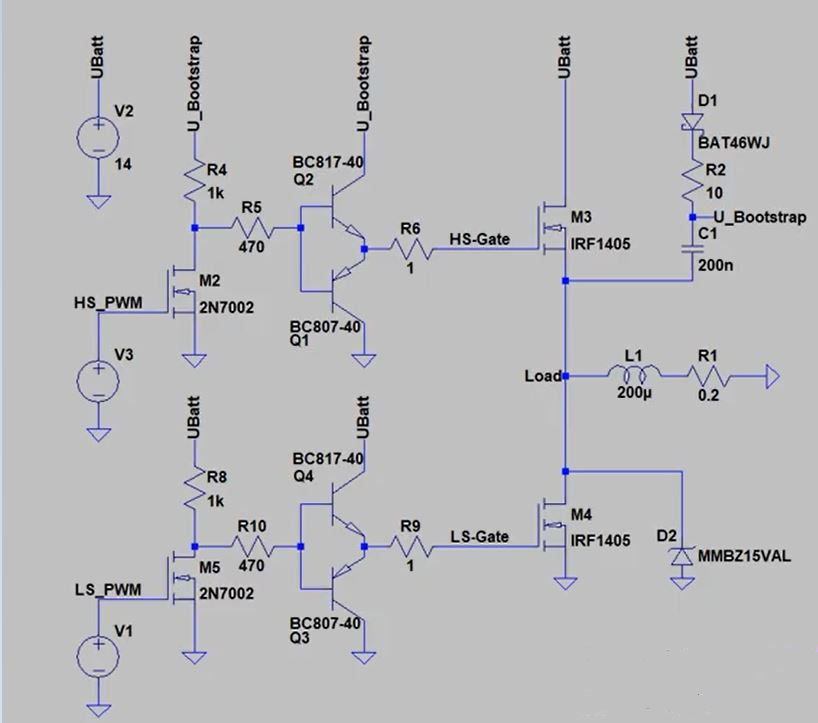 UBatt
V2
14
U_Bootstrap
R4
1k
R5
470
M2
2N7002
HS_PWM
V3
U_Bootstrap
BC817-40
Q2
BC807-40
Q1
R6
1
HS-Gate
UBatt
M3
IRF1405
UBatt
D1
BAT46WJ
R2
10
U_Bootstrap
C1
200n
Load
L1
200µ
R1
0.2
UBatt
R8
1k
R10
470
M5
2N7002
LS_PWM
V1
UBatt
BC817-40
Q4
BC807-40
Q3
R9
1
LS-Gate
M4
IRF1405
D2
MMBZ15VAL